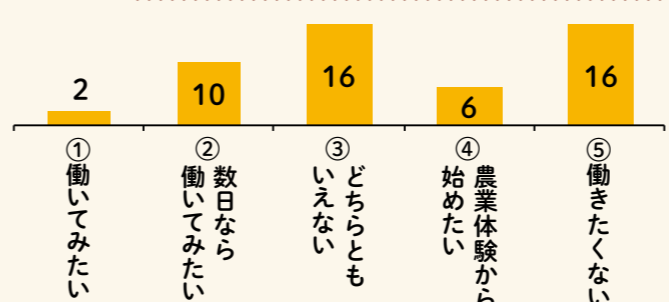 2
10
16
6
16
①働いてみたい
②数日なら
働いてみたい
③どちらとも
いえない
④農業体験から
始めたい
⑤働きたくない